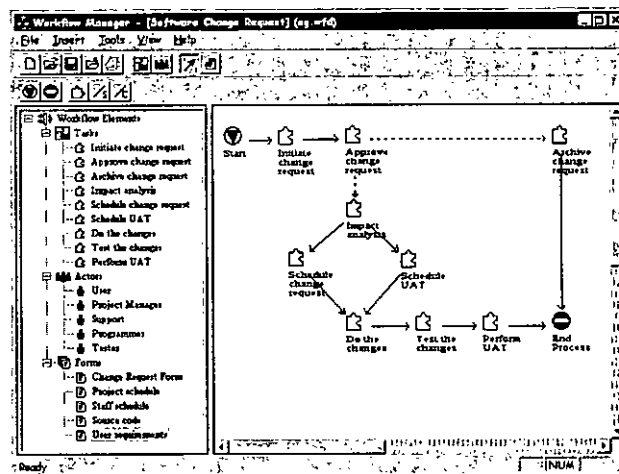 Workflow Manager - [Software Change Request] (eg.wfd)
File Insert Tools View Help
Workflow Elements
Tasks
Initiate change request
Approve change request
Archive change request
Impact analysis
Schedule change request
Schedule UAT
Do the changes
Test the changes
Perform UAT
Actors
User
Project Manager
Support
Programmer
Tester
Forms
Change Request Form
Project schedule
Staff schedule
Source code
User requirements
Start
Initiate
change
request
Approve
change
request
Archive
change
request
Impact
analysis
Schedule
change
request
Schedule
UAT
Do the
changes
Test the
changes
Perform
UAT
End
Process
Ready
NUM